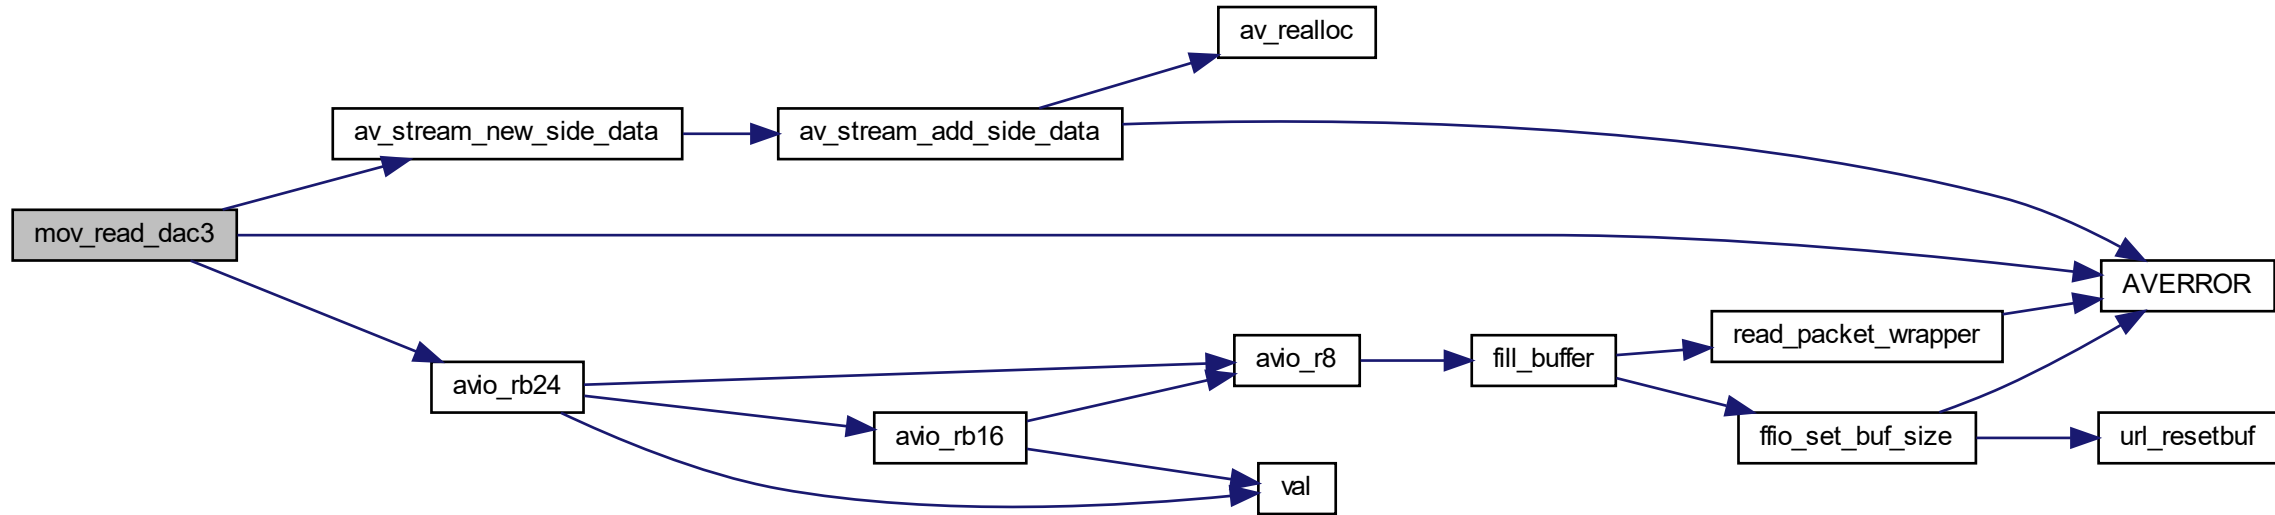 av_realloc
av_stream_new_side_data
av_stream_add_side_data
mov_read_dac3
AVERROR
read_packet_wrapper
avio_r8
fill_buffer
avio_rb24
avio_rb16
ffio_set_buf_size
url_resetbuf
val